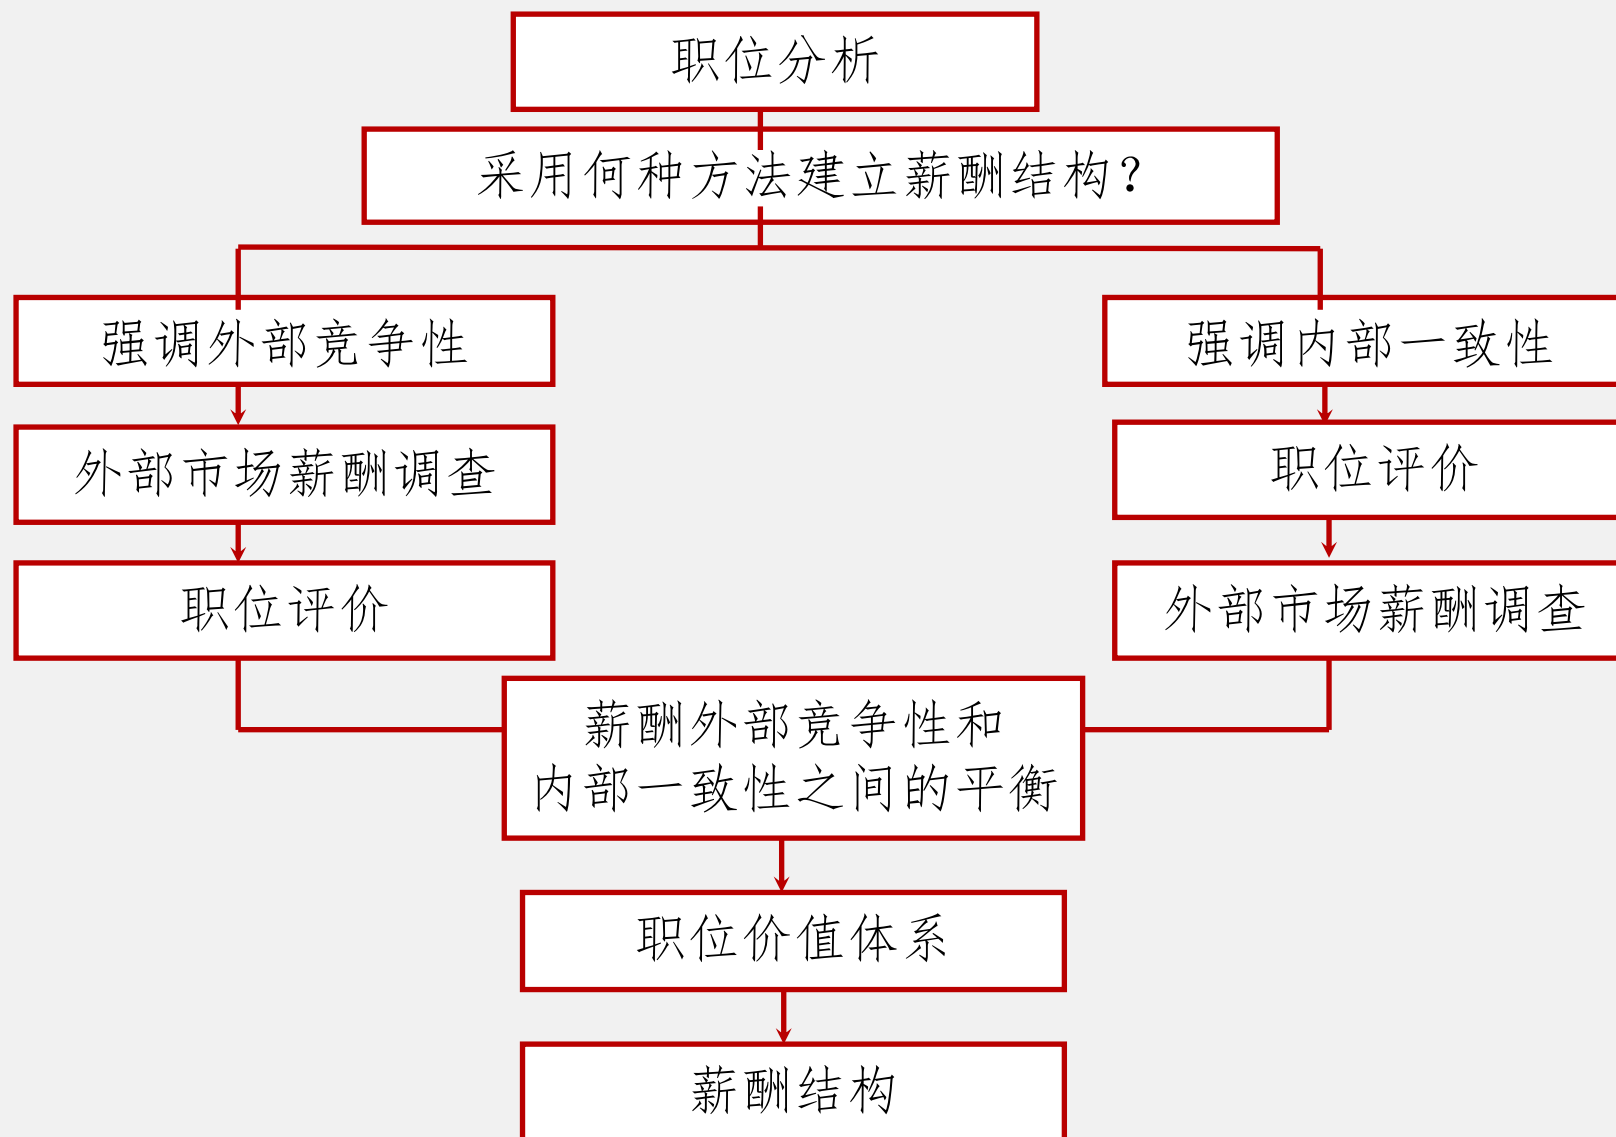 职位分析
采用何种方法建立薪酬结构？
强调外部竞争性
强调内部一致性
外部市场薪酬调查
职位评价
职位评价
外部市场薪酬调查
薪酬外部竞争性和
内部一致性之间的平衡
职位价值体系
薪酬结构